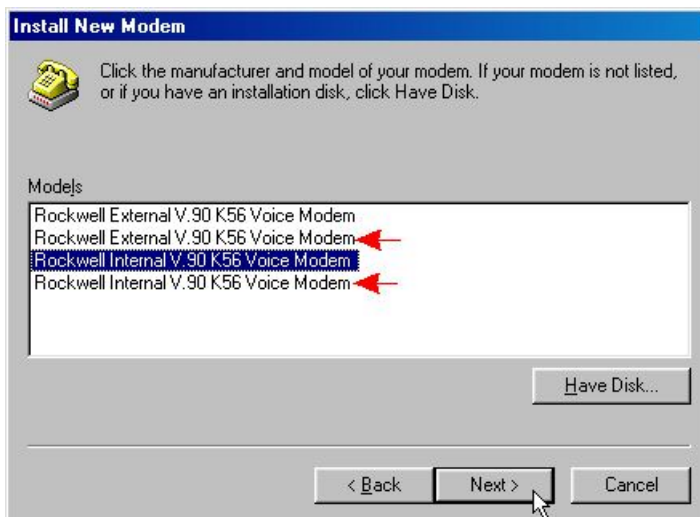 Install New Modem
Click the manufacturer and model of your modem. If your modem is not listed,
or if you have an installation disk, click Have Disk.
Models
Rockwell External V.90 K56 Voice Modem
Rockwell External V.90 K56 Voice Modem
Rockwell Internal V.90 K56 Voice Modem
Rockwell Internal V.90 K56 Voice Modem
Have Disk...
< Back Next > Cancel